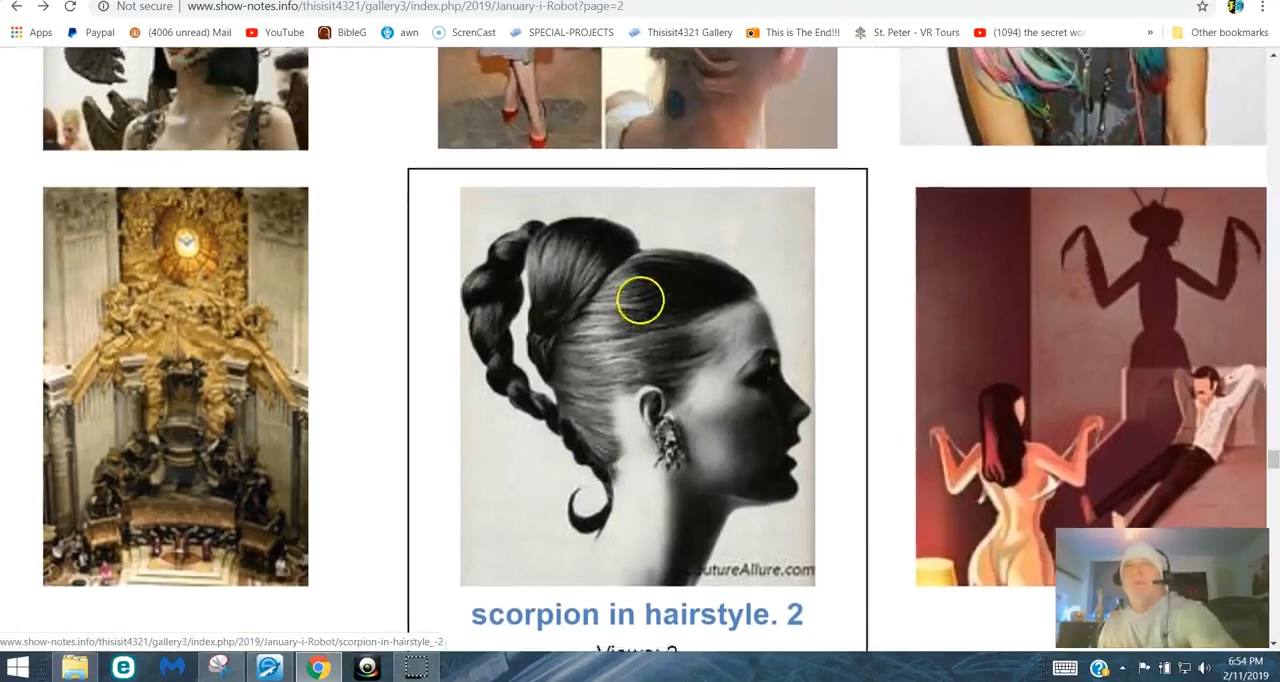 Not secure
www.show-notes.info/thisisit4321/gallery3/index.php/2019/January-i-Robot?page=2
Apps
Paypal
(4006 unread) Mail
YouTube
BibleG
awn
ScrenCast
SPECIAL-PROJECTS
Thisisit4321 Gallery
This is The End!!!
St. Peter - VR Tours
(1094) the secret wo
»
Other bookmarks
utureAllure.com
scorpion in hairstyle. 2
www.show-notes.info/thisisit4321/gallery3/index.php/2019/January-i-Robot/scorpion-in-hairstyle_-2
6:54 PM
2/11/2019